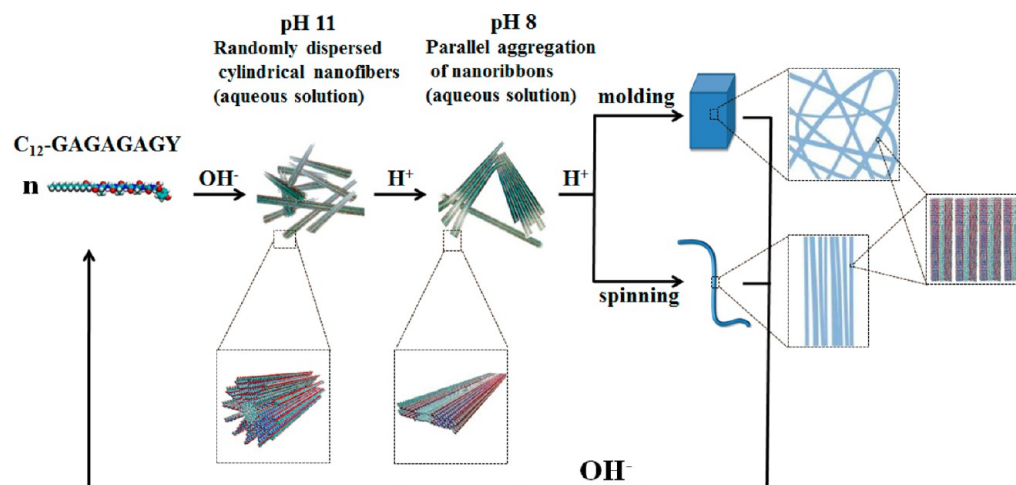 pH 11
Randomly dispersed
cylindrical nanofibers
(aqueous solution)
pH 8
Parallel aggregation
of nanoribbons
(aqueous solution)
molding
C₁₂-GAGAGAGY
n
OH⁻
H⁺
H⁺
spinning
OH⁻